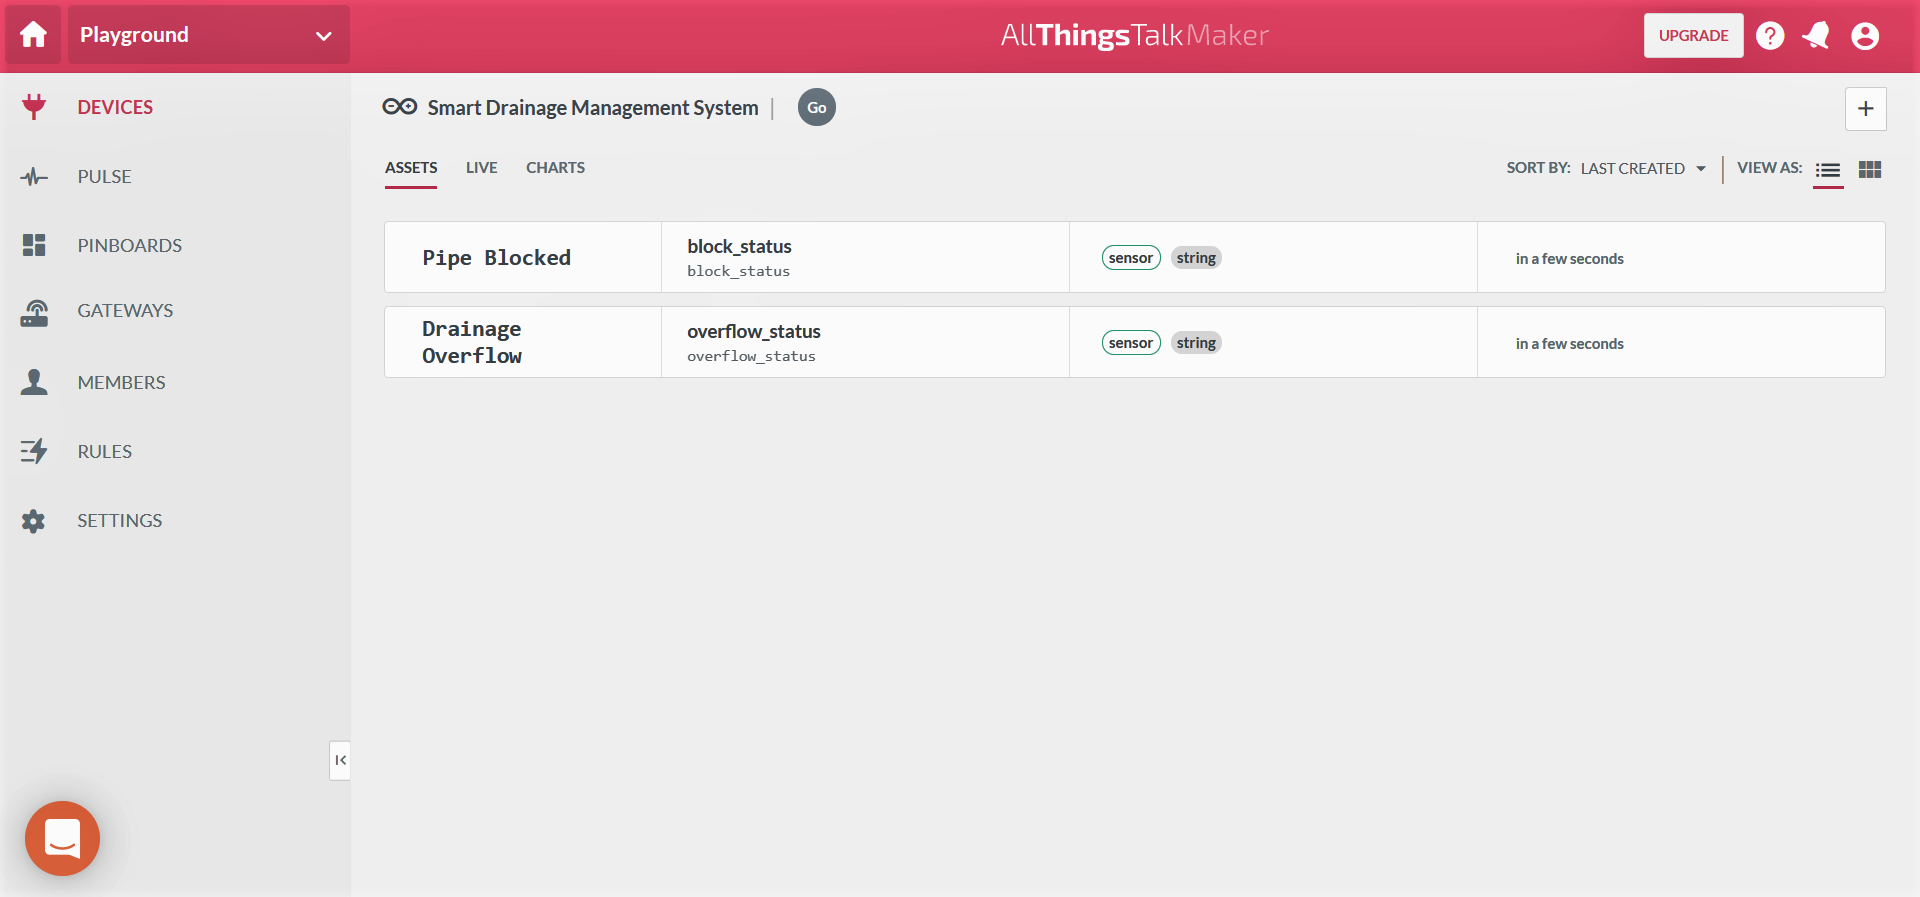 Playground
AllThingsTalkMaker
UPGRADE
?
DEVICES
PULSE
PINBOARDS
GATEWAYS
MEMBERS
RULES
SETTINGS
Smart Drainage Management System |
Go
+
ASSETS LIVE CHARTS
SORT BY: LAST CREATED
VIEW AS:
Pipe Blocked
block_status
block_status
sensor string
in a few seconds
Drainage
Overflow
overflow_status
overflow_status
sensor string
in a few seconds